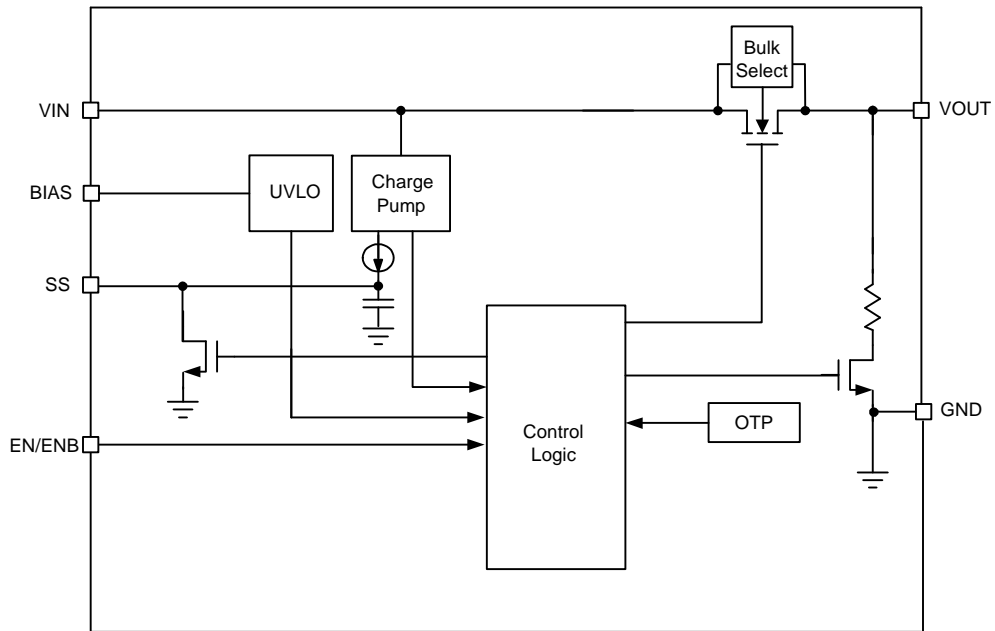 Bulk
Select
VIN
VOUT
BIAS
UVLO
Charge
Pump
SS
GND
OTP
Control
Logic
EN/ENB